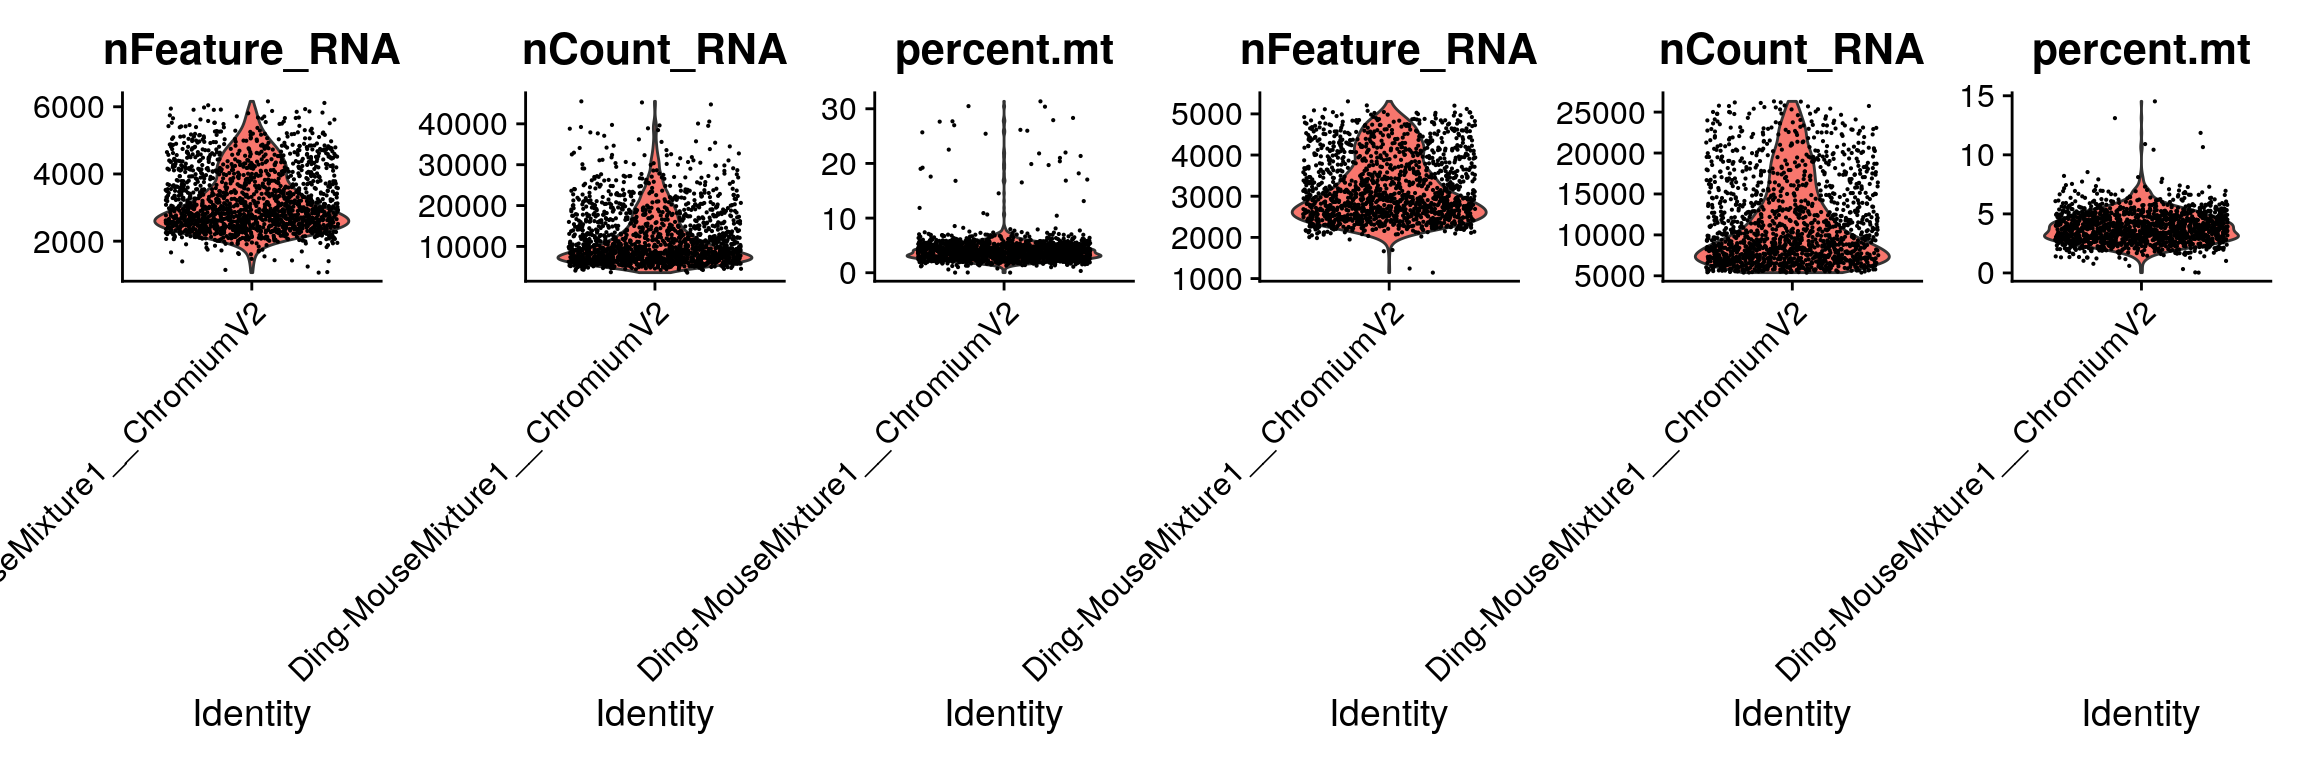 nFeature_RNA
nCount_RNA
percent.mt
nFeature_RNA
nCount_RNA
percent.mt
6000
4000
2000
40000
30000
20000
10000
30
20
10
0
5000
4000
3000
2000
1000
25000
20000
15000
10000
5000
15
10
5
0
seMixture1__ChromiumV2
Ding-MouseMixture1__ChromiumV2
Ding-MouseMixture1__ChromiumV2
Ding-MouseMixture1__ChromiumV2
Ding-MouseMixture1__ChromiumV2
Ding-MouseMixture1__ChromiumV2
Identity
Identity
Identity
Identity
Identity
Identity